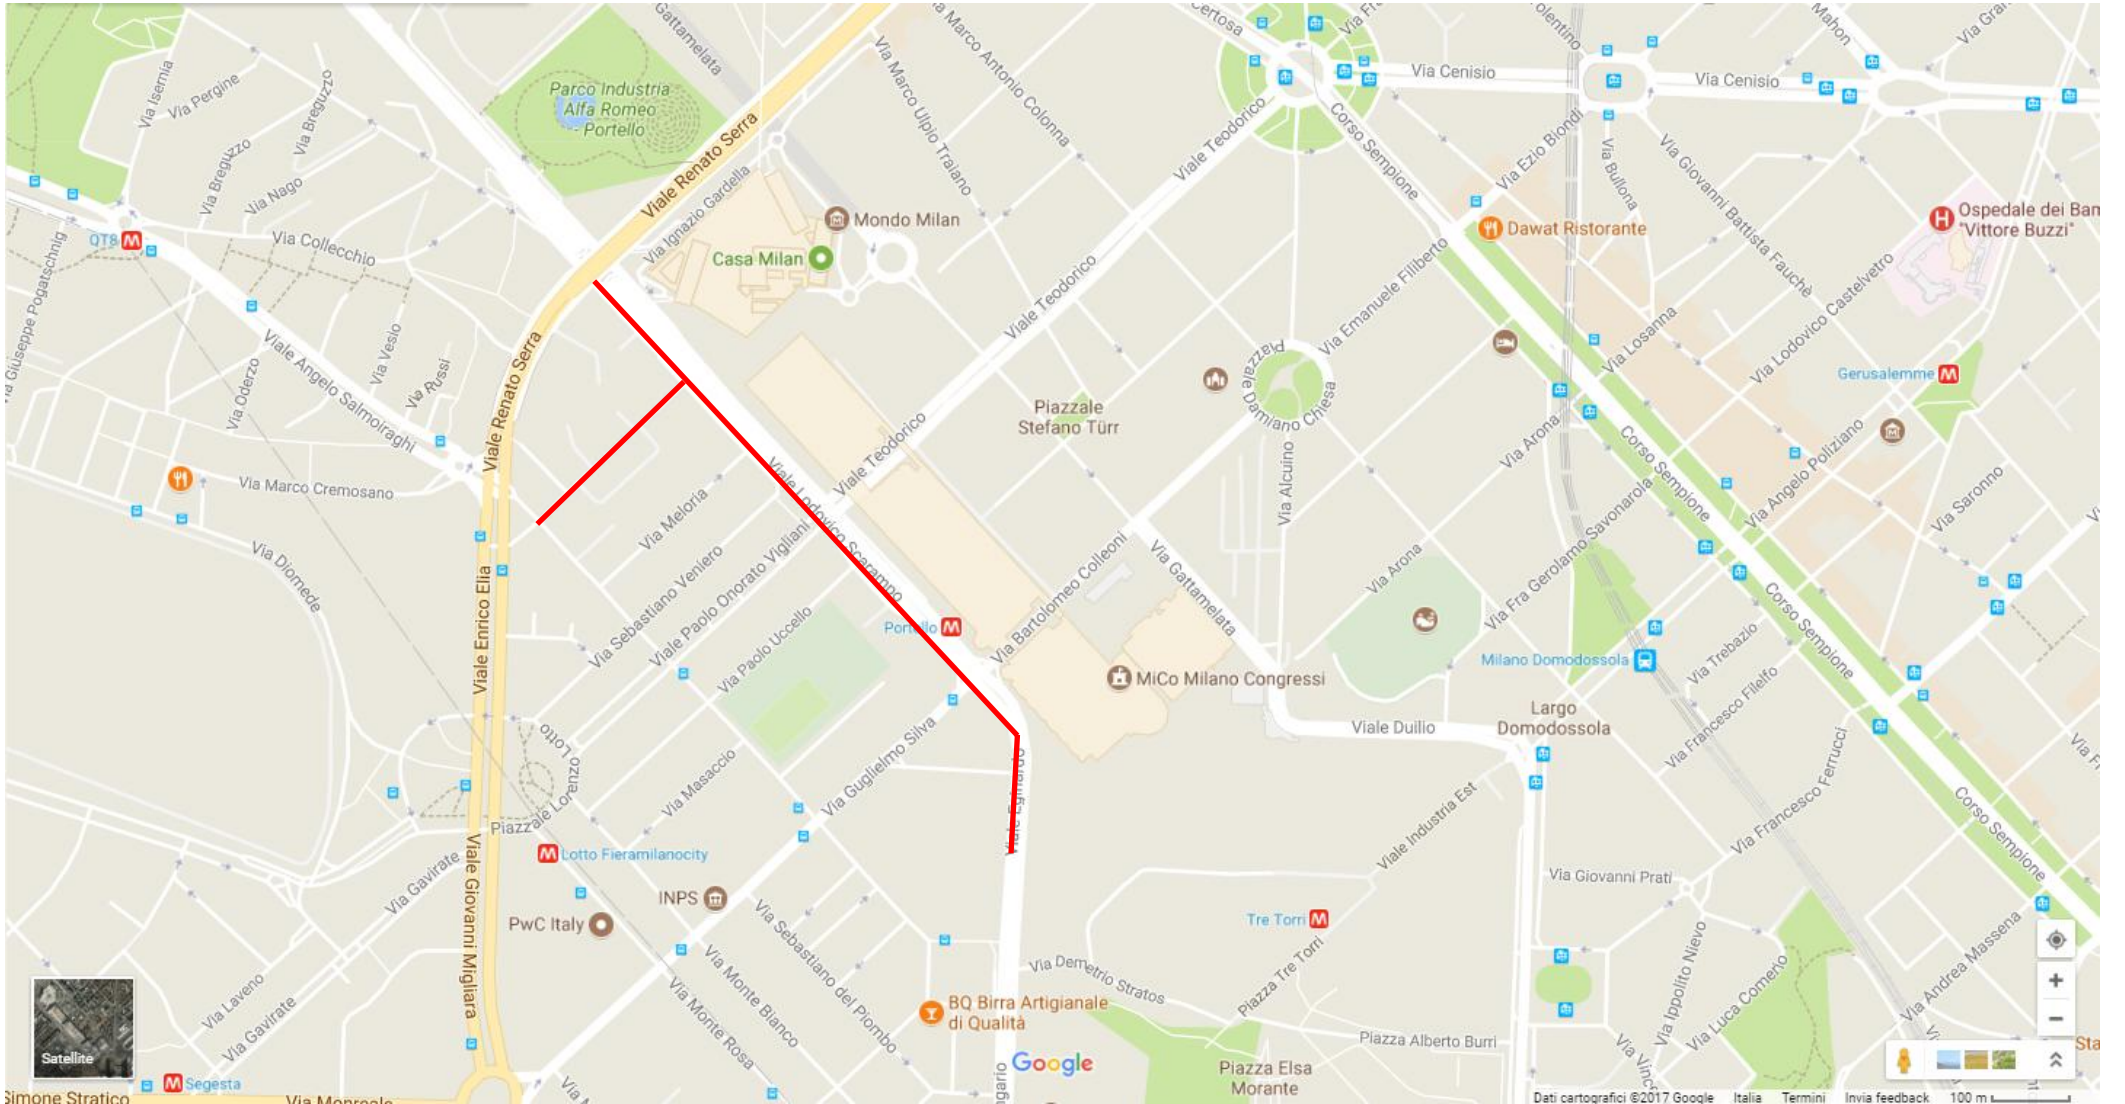 Gattamelata
Via Marco Antonio Colonna
Certosa
Tolentino
Mahon
Via Isernia
Via Pergine
Via Breguzzo
Parco Industria
Alfa Romeo
- Portello
Viale Renato Serra
Via Marco Ulpio Traiano
Viale Teodorico
Corso Sempione
Via Cenisio
Via Cenisio
Via Ezio Biondi
Via Bullona
Via Giovanni Battista Fauchè
Via Breguzzo
Via Nago
Via Ignazio Gardella
Mondo Milan
Casa Milan
Dawat Ristorante
Ospedale dei Bam
"Vittore Buzzi"
QT8
Via Collecchio
Via Giuseppe Pogatschnig
Viale Teodorico
Via Emanuele Filiberto
Via Losanna
Via Lodovico Castelvetro
Gerusalemme
Viale Angelo Salmoiraghi
Via Vesio
Via Russi
Via Oderzo
Viale Renato Serra
Piazzale Damiano Chiesa
Piazzale
Stefano Türr
Viale Teodorico
Via Alcuino
Via Arona
Corso Sempione
Via Angelo Poliziano
Via Saronno
Via Marco Cremosano
Via Meloria
Viale Lodovico Scarampo
Via Diomede
Via Sebastiano Veniero
Viale Paolo Onorato Vigliani
Via Paolo Uccello
Via Bartolomeo Colleoni
Via Gattamelata
Via Arona
Via Fra Gerolamo Savonarola
Corso Sempione
Viale Enrico Elia
Portello
MiCo Milano Congressi
Milano Domodossola
Via Trebazio
Via Francesco Filelfo
Largo
Domodossola
Viale Duilio
Piazzale Lorenzo Lotto
Via Masaccio
Via Guglielmo Silva
Viale Eginardo
Viale Industria Est
Via Francesco Ferrucci
Corso Sempione
Lotto Fieramilanocity
Via Gavirate
Viale Giovanni Migliara
INPS
PwC Italy
Via Giovanni Prati
Tre Torri
Piazza Tre Torri
Via Sebastiano del Piombo
Via Monte Bianco
Via Monte Rosa
Via Demetrio Stratos
BQ Birra Artigianale
di Qualità
Via Laveno
Via Gavirate
Piazza Alberto Burri
Via Ippolito Nievo
Via Luca Comerio
Via Andrea Massena
Satellite
Segesta
Google
Piazza Elsa
Morante
Simone Stratico
Via Monreale
Dati cartografici ©2017 Google Italia Termini Invia feedback 100 m